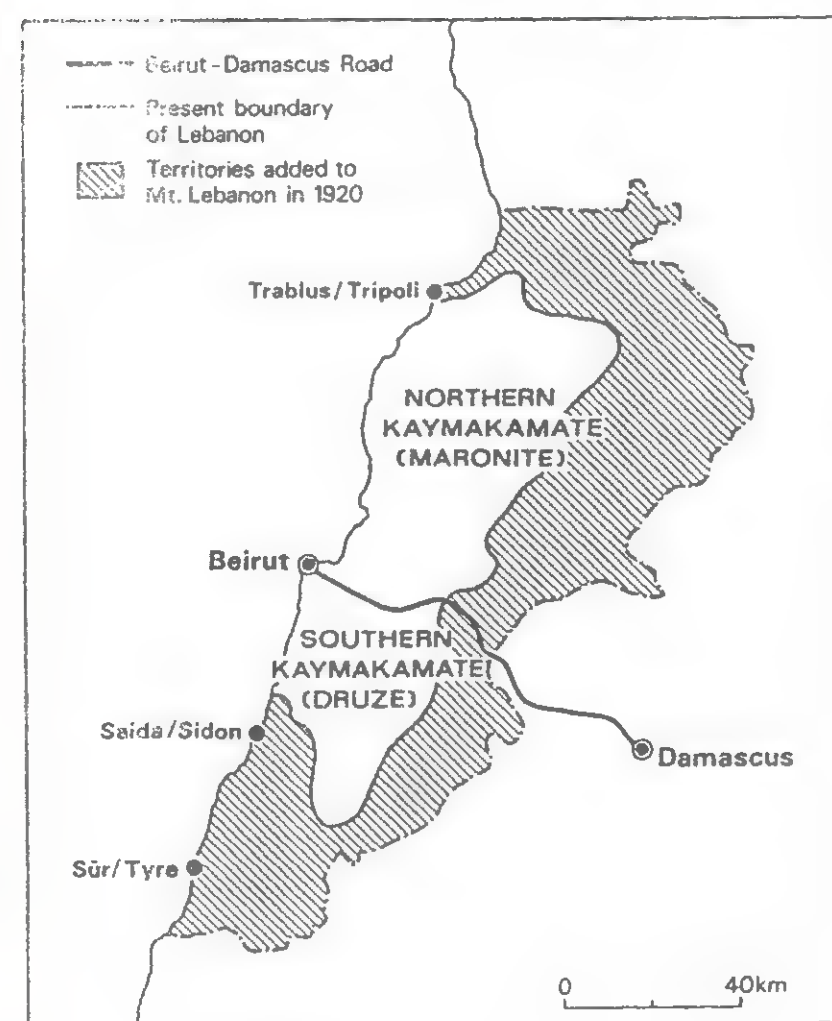 Beirut-Damascus Road
Present boundary
of Lebanon
Territories added to
Mt. Lebanon in 1920
Trablus/Tripoli
NORTHERN
KAYMAKAMATE
(MARONITE)
Beirut
SOUTHERN
KAYMAKAMATE
(DRUZE)
Saida/Sidon
Damascus
Sūr/Tyre
0 40km